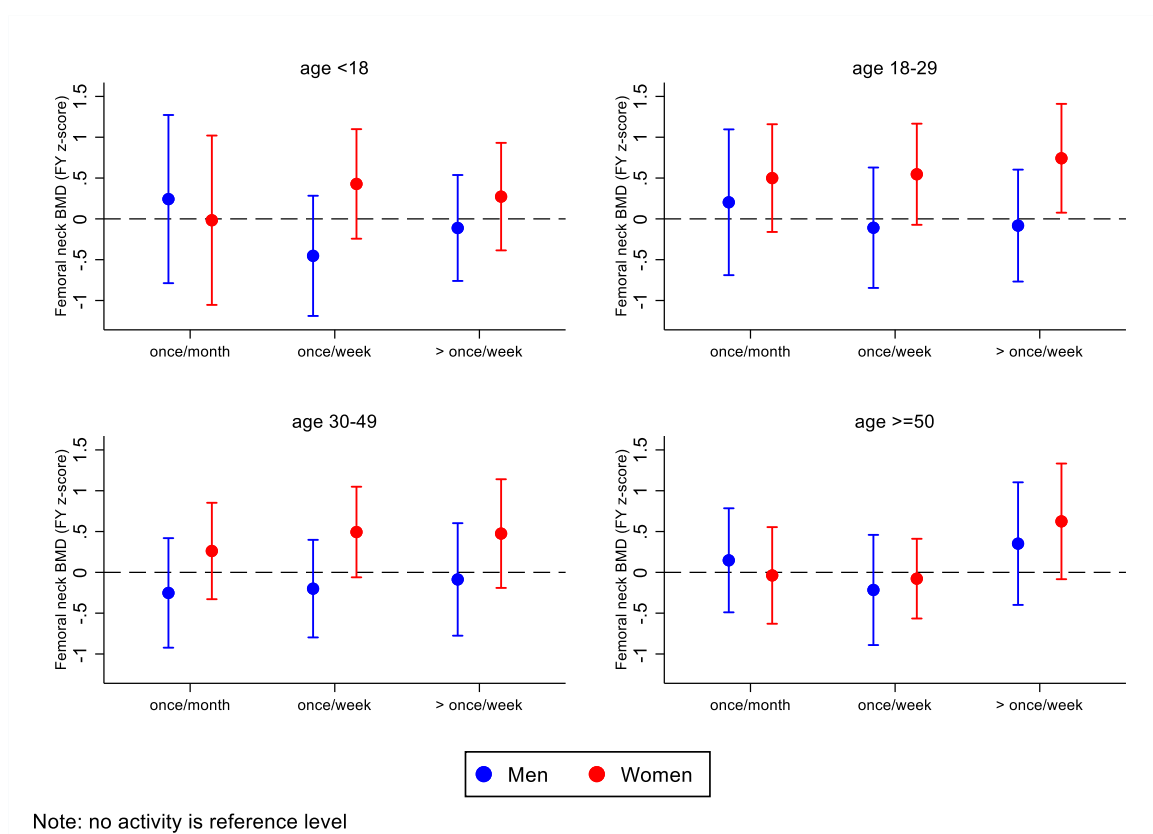 age <18
Femoral neck BMD (FY z-score)
1.5
1
.5
0
-.5
-1
once/month once/week > once/week
age 18-29
Femoral neck BMD (FY z-score)
1.5
1
.5
0
-.5
-1
once/month once/week > once/week
age 30-49
Femoral neck BMD (FY z-score)
1.5
1
.5
0
-.5
-1
once/month once/week > once/week
age >=50
Femoral neck BMD (FY z-score)
1.5
1
.5
0
-.5
-1
once/month once/week > once/week
Men Women
Note: no activity is reference level